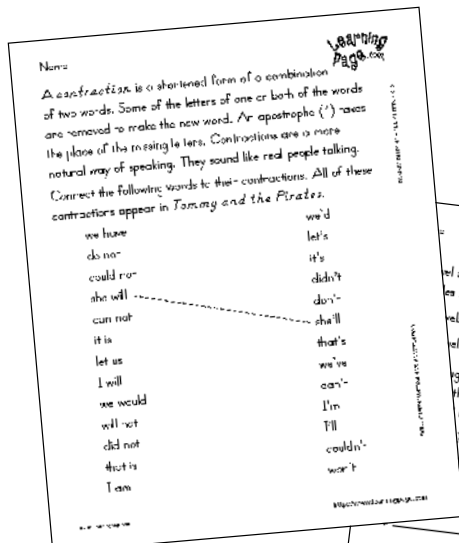 Name
Learning
Page.com
A contraction is a shortened form of a combination
of two words. Some of the letters of one or both of the words
are removed to make the new word. An apostrophe (') takes
the place of the missing letters. Contractions are a more
natural way of speaking. They sound like real people talking.
Connect the following words to their contractions. All of these
contractions appear in Tommy and the Pirates.
we have
do not
could not
she will
can not
it is
let us
I will
we would
will not
did not
that is
I am
we'd
let's
it's
didn't
don't
she'll
that's
we've
can't
I'm
I'll
couldn't
won't